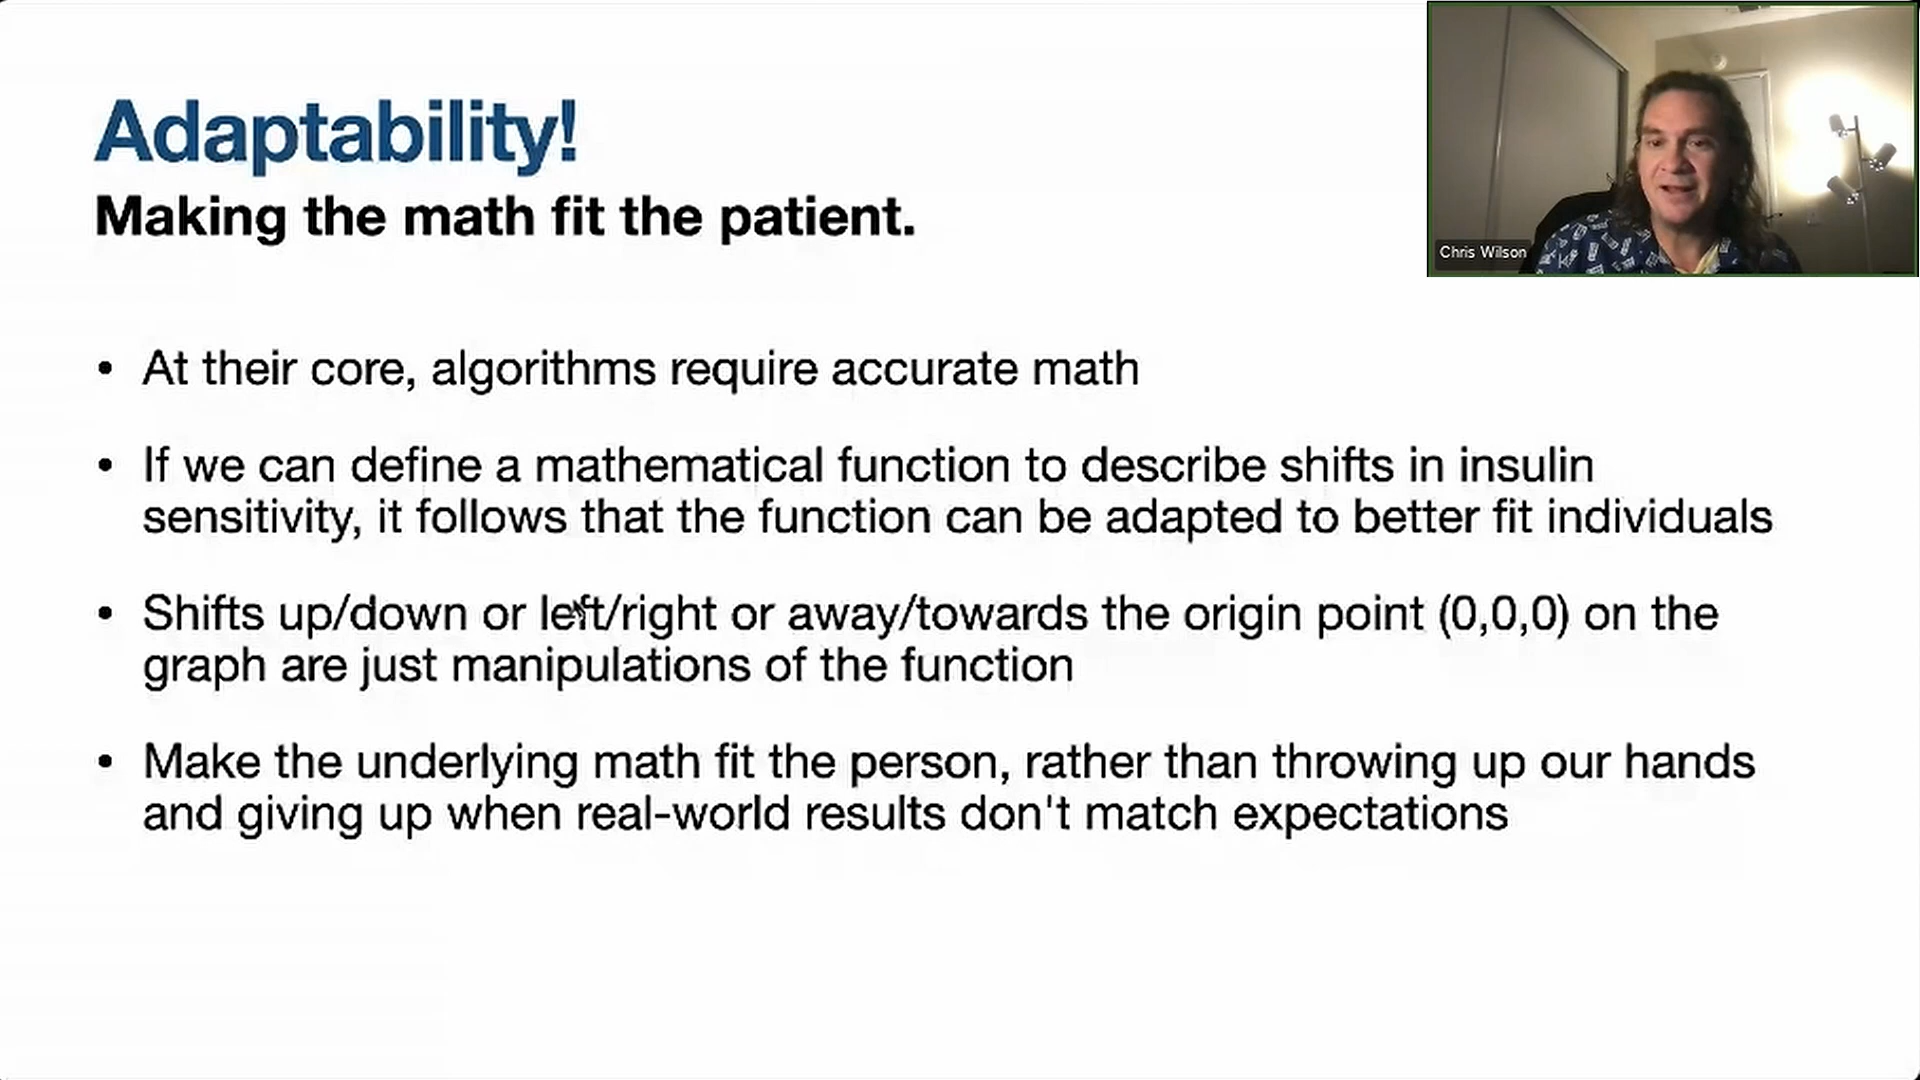 Adaptability!
Making the math fit the patient.
Chris Wilson
• At their core, algorithms require accurate math
• If we can define a mathematical function to describe shifts in insulin
sensitivity, it follows that the function can be adapted to better fit individuals
• Shifts up/down or left/right or away/towards the origin point (0,0,0) on the
graph are just manipulations of the function
• Make the underlying math fit the person, rather than throwing up our hands
and giving up when real-world results don't match expectations